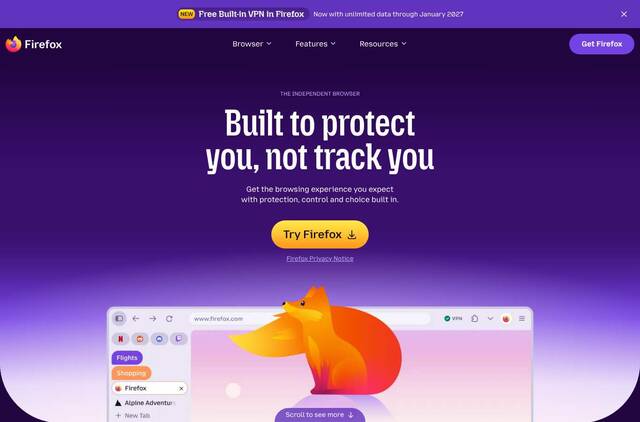 NEW Free Built-in VPN in Firefox Now with unlimited data through January 2027
Firefox Browser Features Resources Get Firefox
THE INDEPENDENT BROWSER
Built to protect
you, not track you
Get the browsing experience you expect
with protection, control and choice built in.
Try Firefox
Firefox Privacy Notice
www.firefox.com VPN
Flights
Shopping
Firefox
Alpine Adventu
New Tab
Scroll to see more